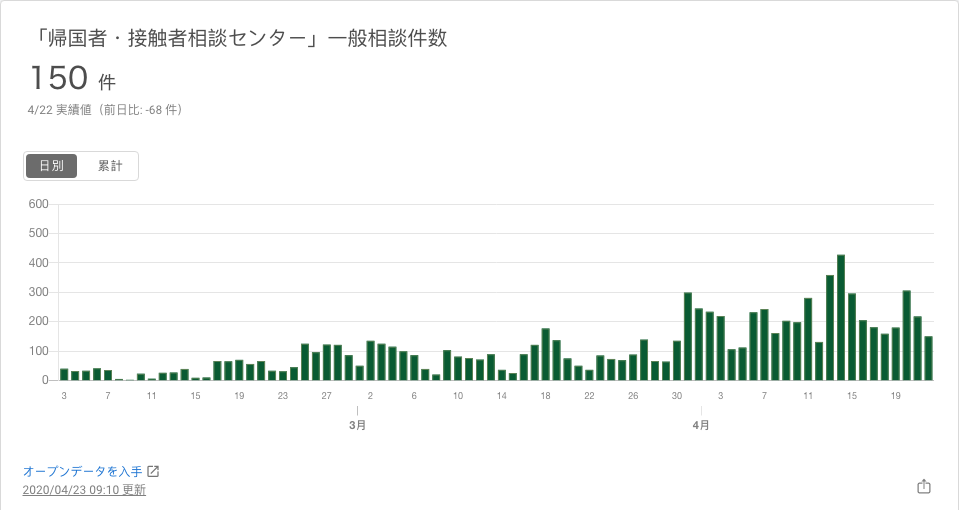 「帰国者・接触者相談センター」一般相談件数
150 件
4/22 実績値（前日比: -68 件）
日別 累計
600
500
400
300
200
100
0
3 7 11 15 19 23 27 2 6 10 14 18 22 26 30 3 7 11 15 19
3月 4月
オープンデータを入手
2020/04/23 09:10 更新